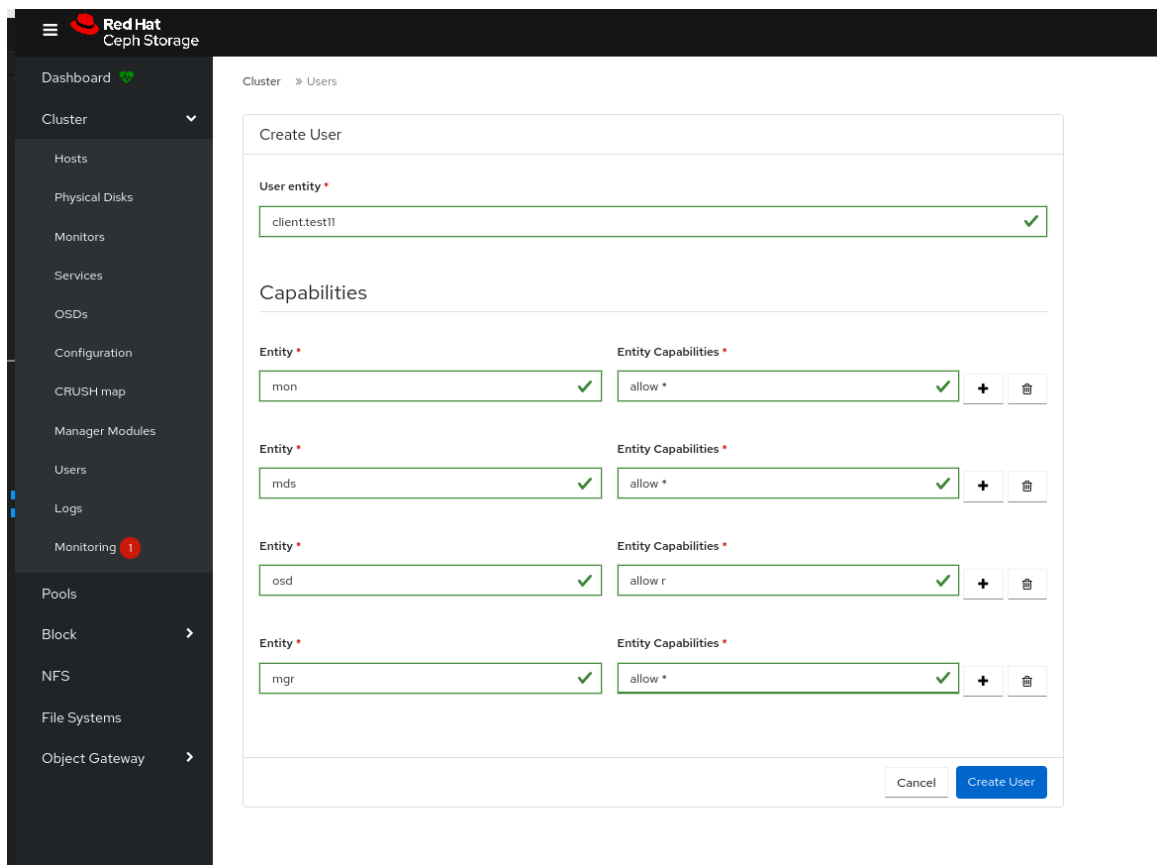 Red Hat
Ceph Storage
Dashboard
Cluster
Hosts
Physical Disks
Monitors
Services
OSDs
Configuration
CRUSH map
Manager Modules
Users
Logs
Monitoring 1
Pools
Block
NFS
File Systems
Object Gateway
Cluster » Users
Create User
User entity *
client.test11
Capabilities
Entity * Entity Capabilities *
mon allow *
Entity * Entity Capabilities *
mds allow *
Entity * Entity Capabilities *
osd allow r
Entity * Entity Capabilities *
mgr allow *
Cancel Create User